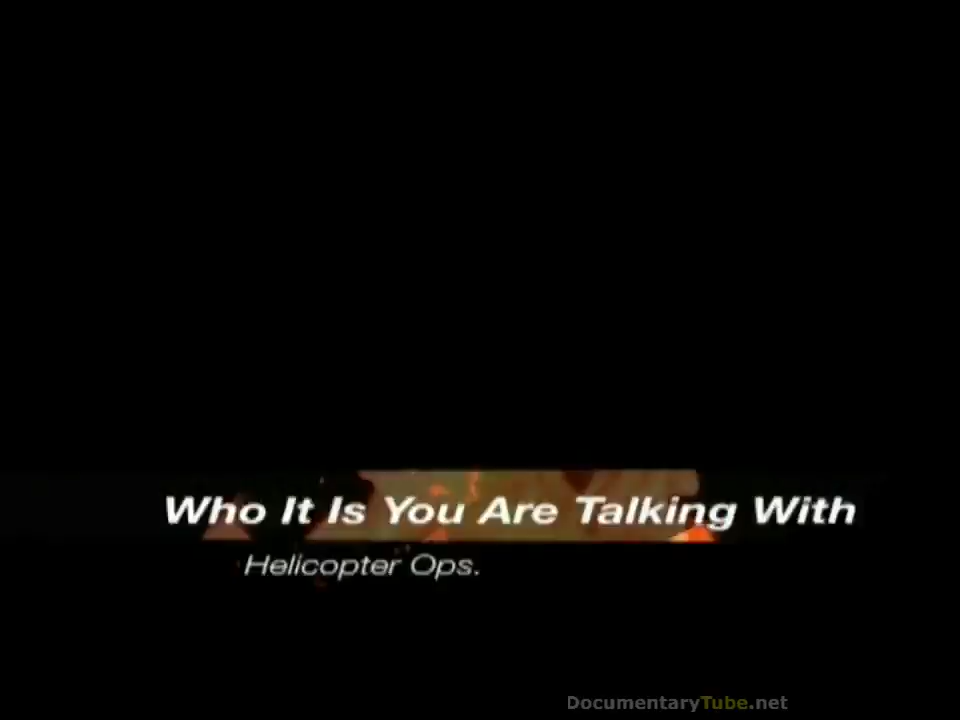 Who It Is You Are Talking With
Helicopter Ops.
DocumentaryTube.net